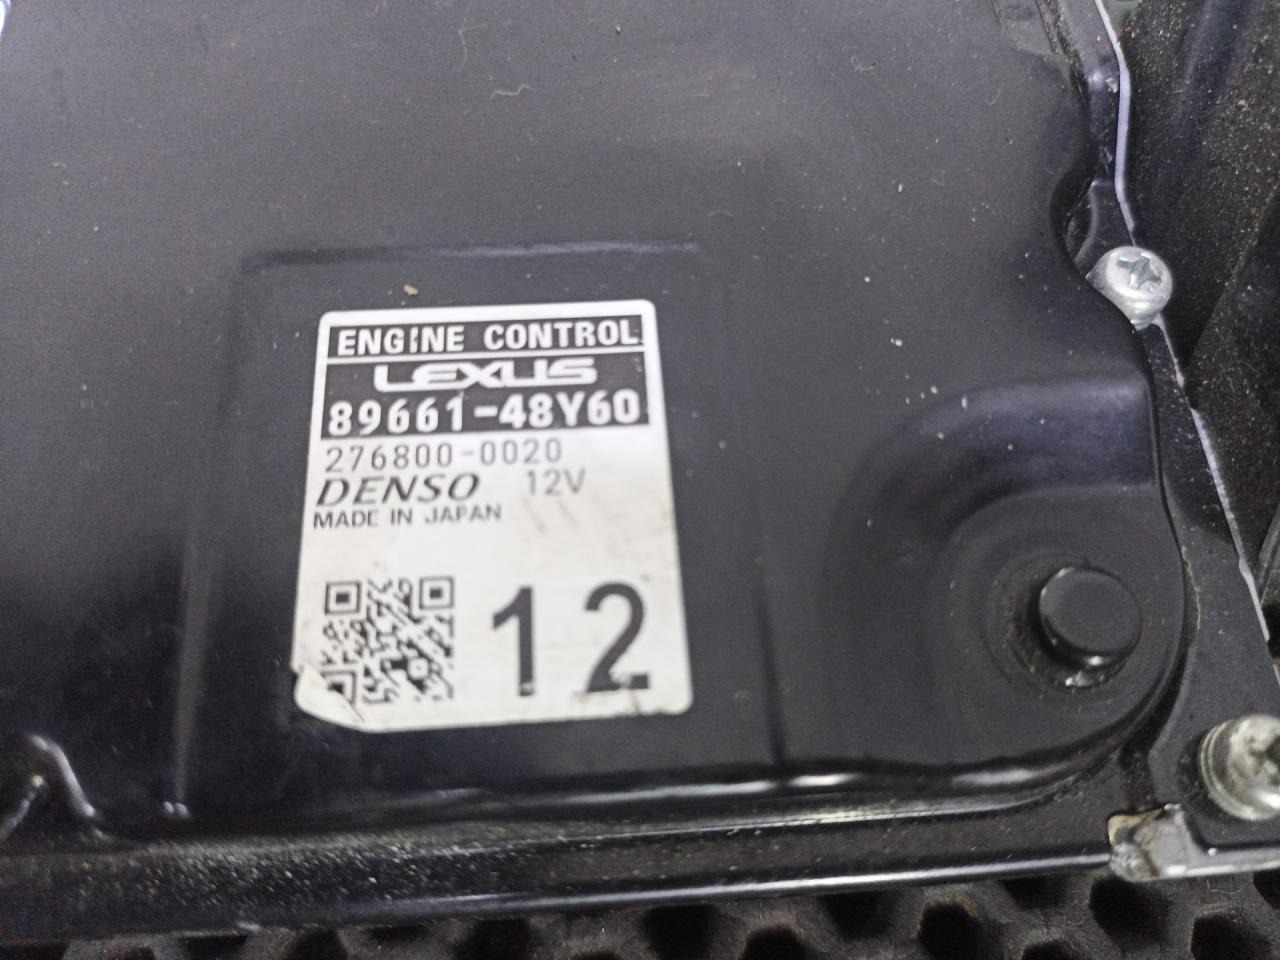 ENGINE CONTROL
LEXUS
89661-48Y60
276800-0020
DENSO 12V
MADE IN JAPAN
12